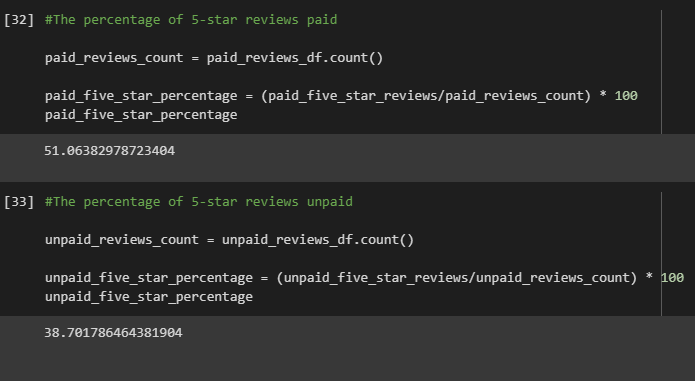 [32] #The percentage of 5-star reviews paid
paid_reviews_count = paid_reviews_df.count()
paid_five_star_percentage = (paid_five_star_reviews/paid_reviews_count) * 100
paid_five_star_percentage
51.06382978723404
[33] #The percentage of 5-star reviews unpaid
unpaid_reviews_count = unpaid_reviews_df.count()
unpaid_five_star_percentage = (unpaid_five_star_reviews/unpaid_reviews_count) * 100
unpaid_five_star_percentage
38.701786464381904